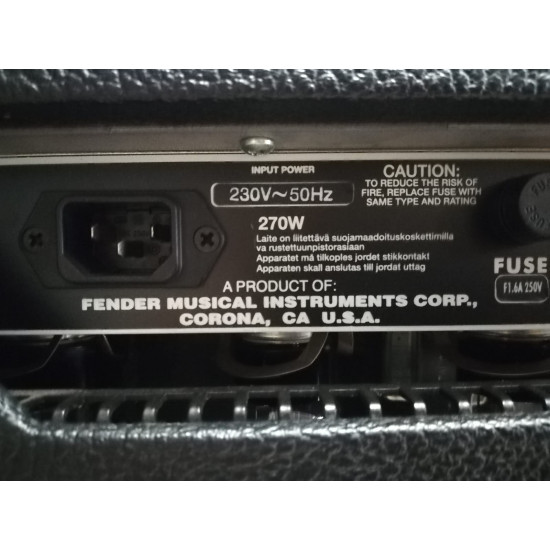 INPUT POWER
230V~50Hz
270W
Laite on liitettävä suojamaadoituskoskettimilla
va rustettuunpistorasiaan
Apparatet må tilkoples jordet stikkontakt
Apparaten skall anslutas till jordat uttag
CAUTION:
TO REDUCE THE RISK OF
FIRE, REPLACE FUSE WITH
SAME TYPE AND RATING
FUSE
F1.6A 250V
A PRODUCT OF:
FENDER MUSICAL INSTRUMENTS CORP.,
CORONA, CA U.S.A.